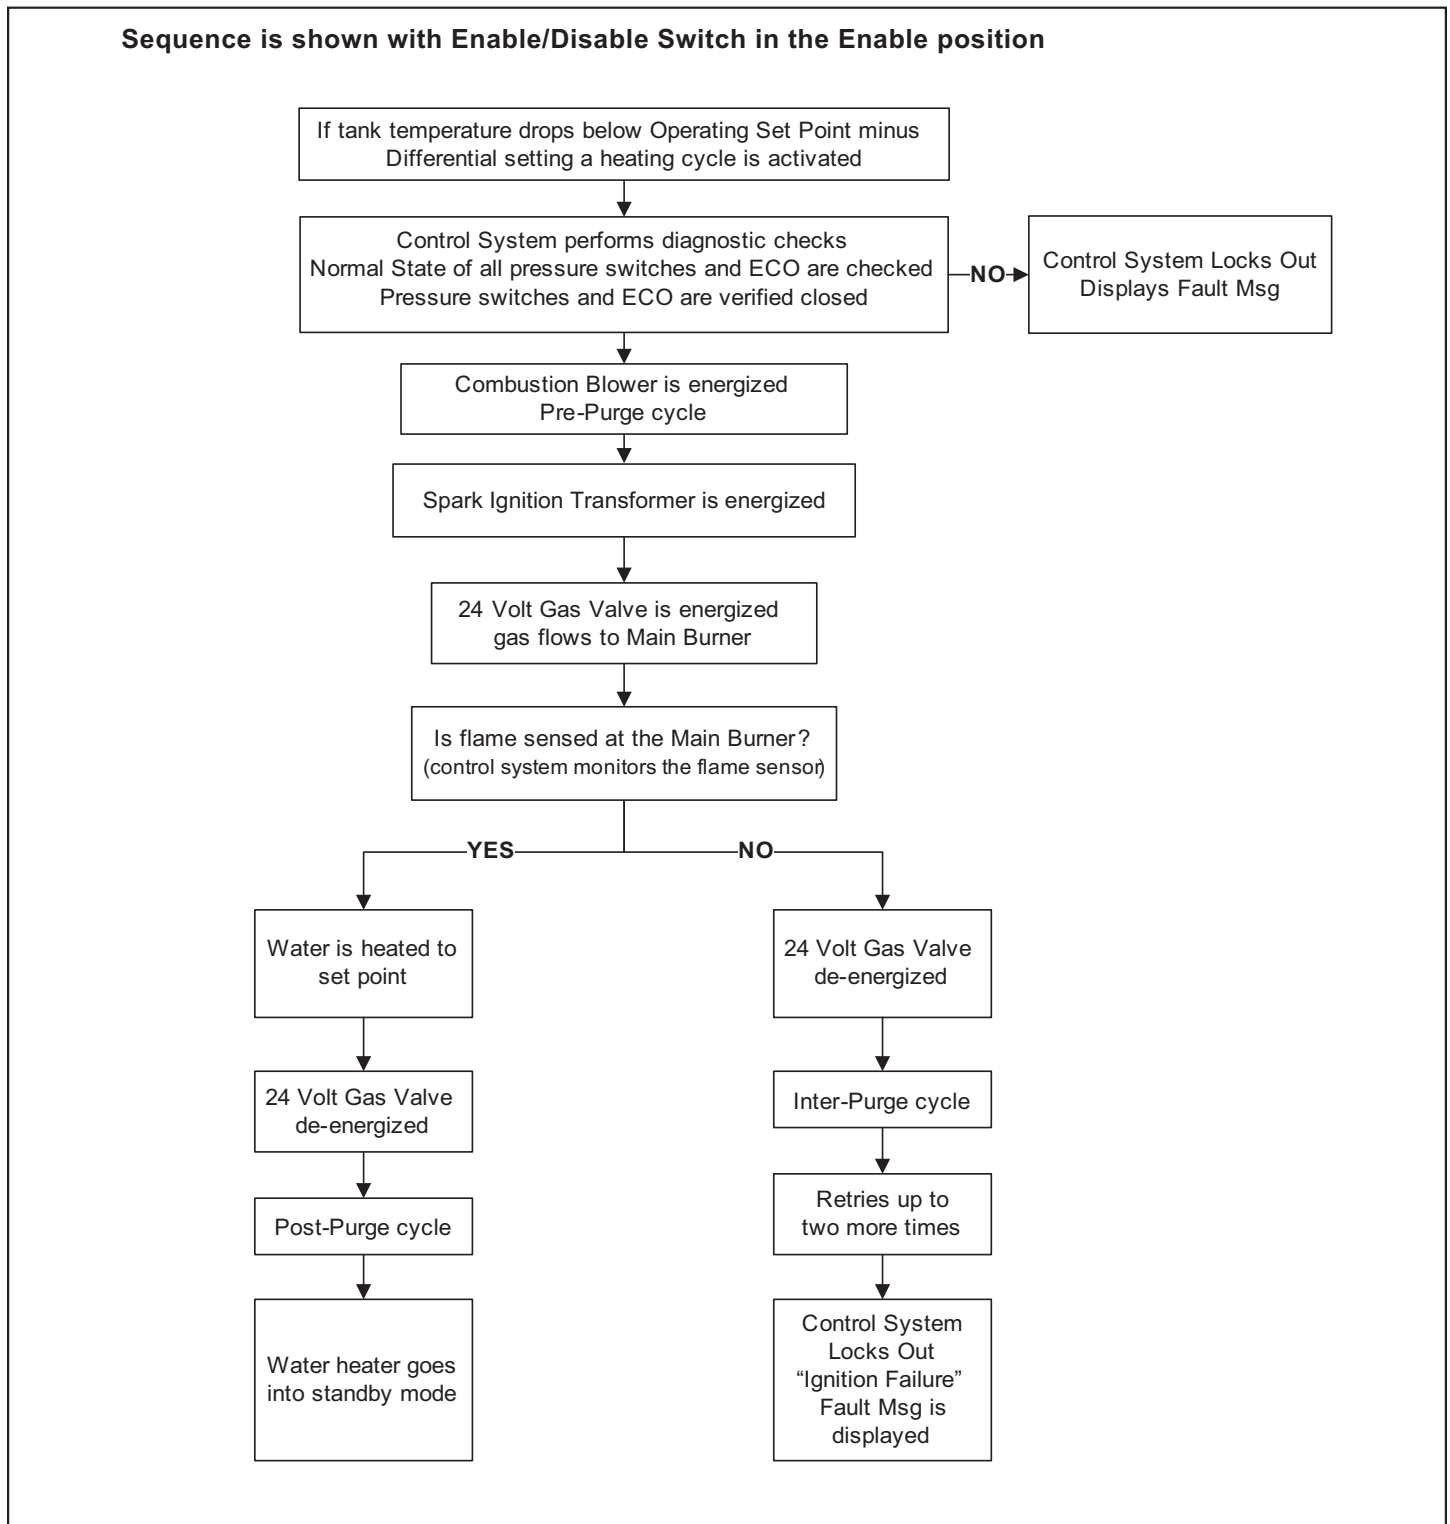 Sequence is shown with Enable/Disable Switch in the Enable position
If tank temperature drops below Operating Set Point minus
Differential setting a heating cycle is activated
Control System performs diagnostic checks
Normal State of all pressure switches and ECO are checked
Pressure switches and ECO are verified closed
NO
Control System Locks Out
Displays Fault Msg
Combustion Blower is energized
Pre-Purge cycle
Spark Ignition Transformer is energized
24 Volt Gas Valve is energized
gas flows to Main Burner
Is flame sensed at the Main Burner?
(control system monitors the flame sensor)
YES
NO
Water is heated to
set point
24 Volt Gas Valve
de-energized
Post-Purge cycle
Water heater goes
into standby mode
24 Volt Gas Valve
de-energized
Inter-Purge cycle
Retries up to
two more times
Control System
Locks Out
“Ignition Failure”
Fault Msg is
displayed